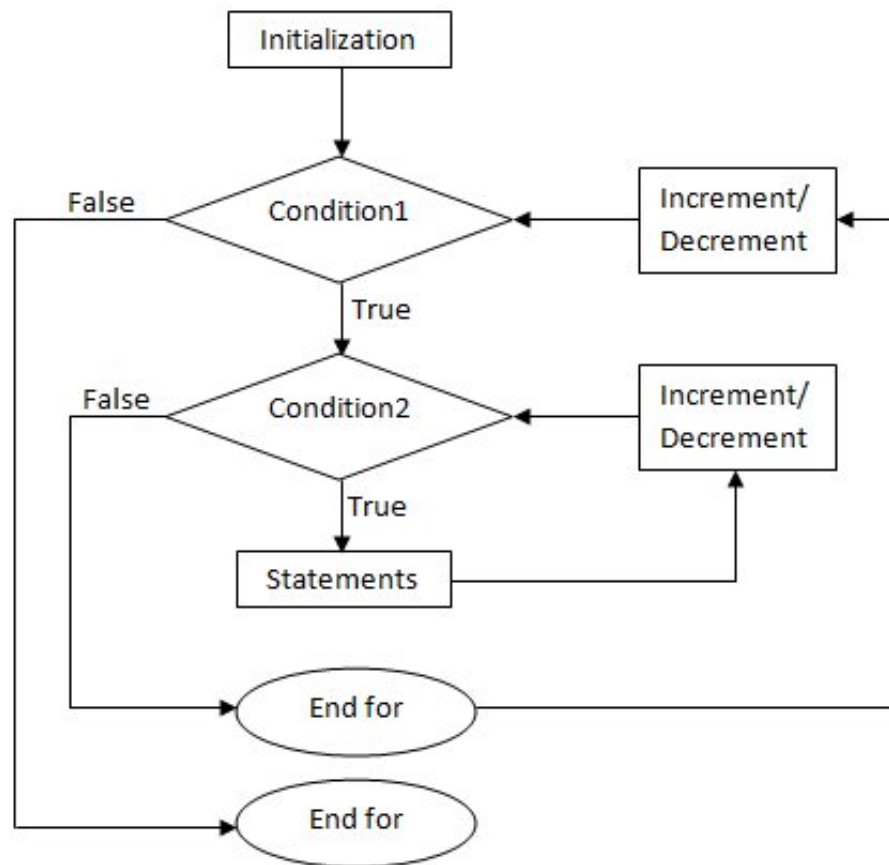 Initialization
False
Condition1
Increment/
Decrement
True
False
Condition2
Increment/
Decrement
True
Statements
End for
End for